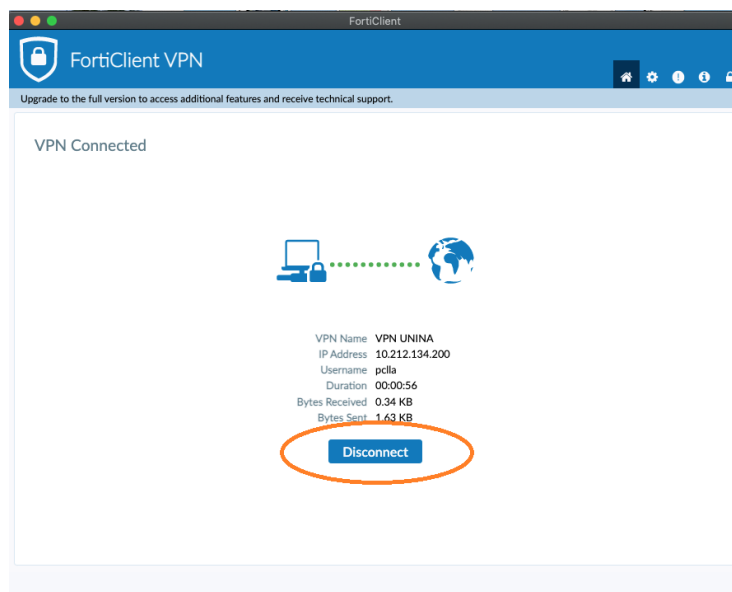 FortiClient
FortiClient VPN
Upgrade to the full version to access additional features and receive technical support.
VPN Connected
VPN Name VPN UNINA
IP Address 10.212.134.200
Username pclla
Duration 00:00:56
Bytes Received 0.34 KB
Bytes Sent 1.63 KB
Disconnect